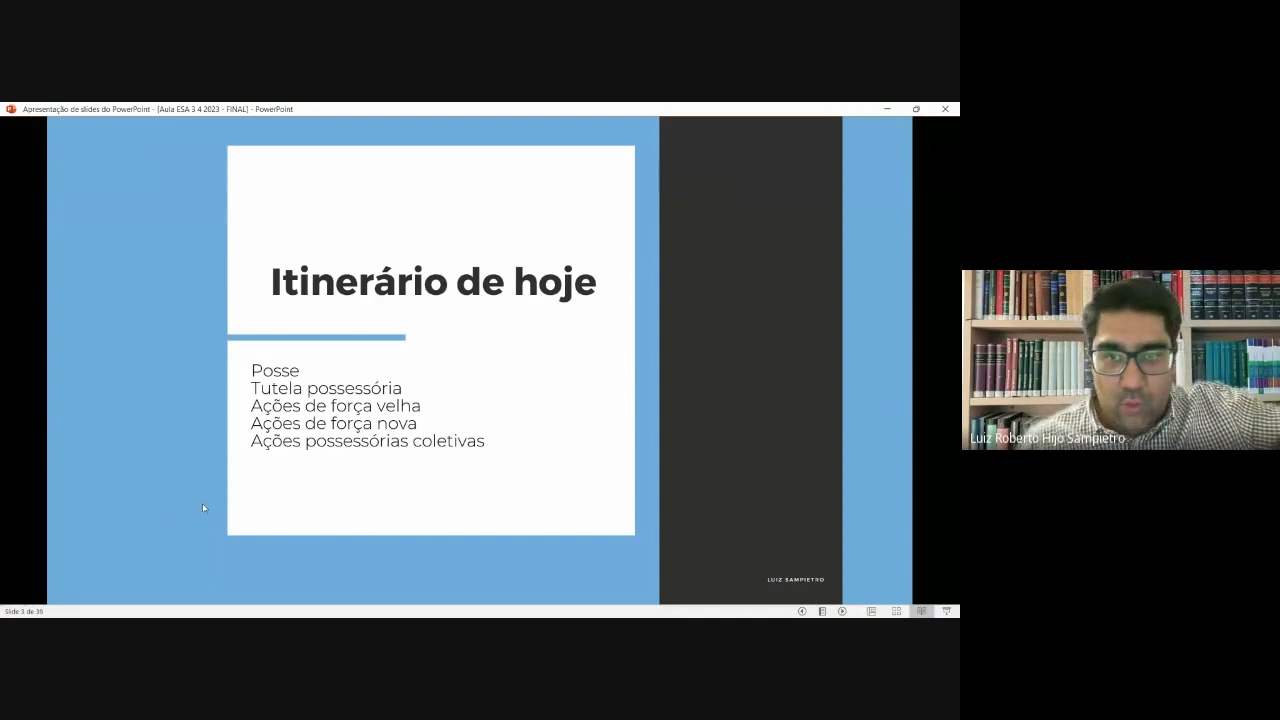 Apresentação de slides do PowerPoint - [Aula ESA 3 4 2023 - FINAL] - PowerPoint
Itinerário de hoje
Posse
Tutela possessória
Ações de força velha
Ações de força nova
Ações possessórias coletivas
LUIZ SAMPIETRO
Slide 3 de 39
Luiz Roberto Hijo Sampietro